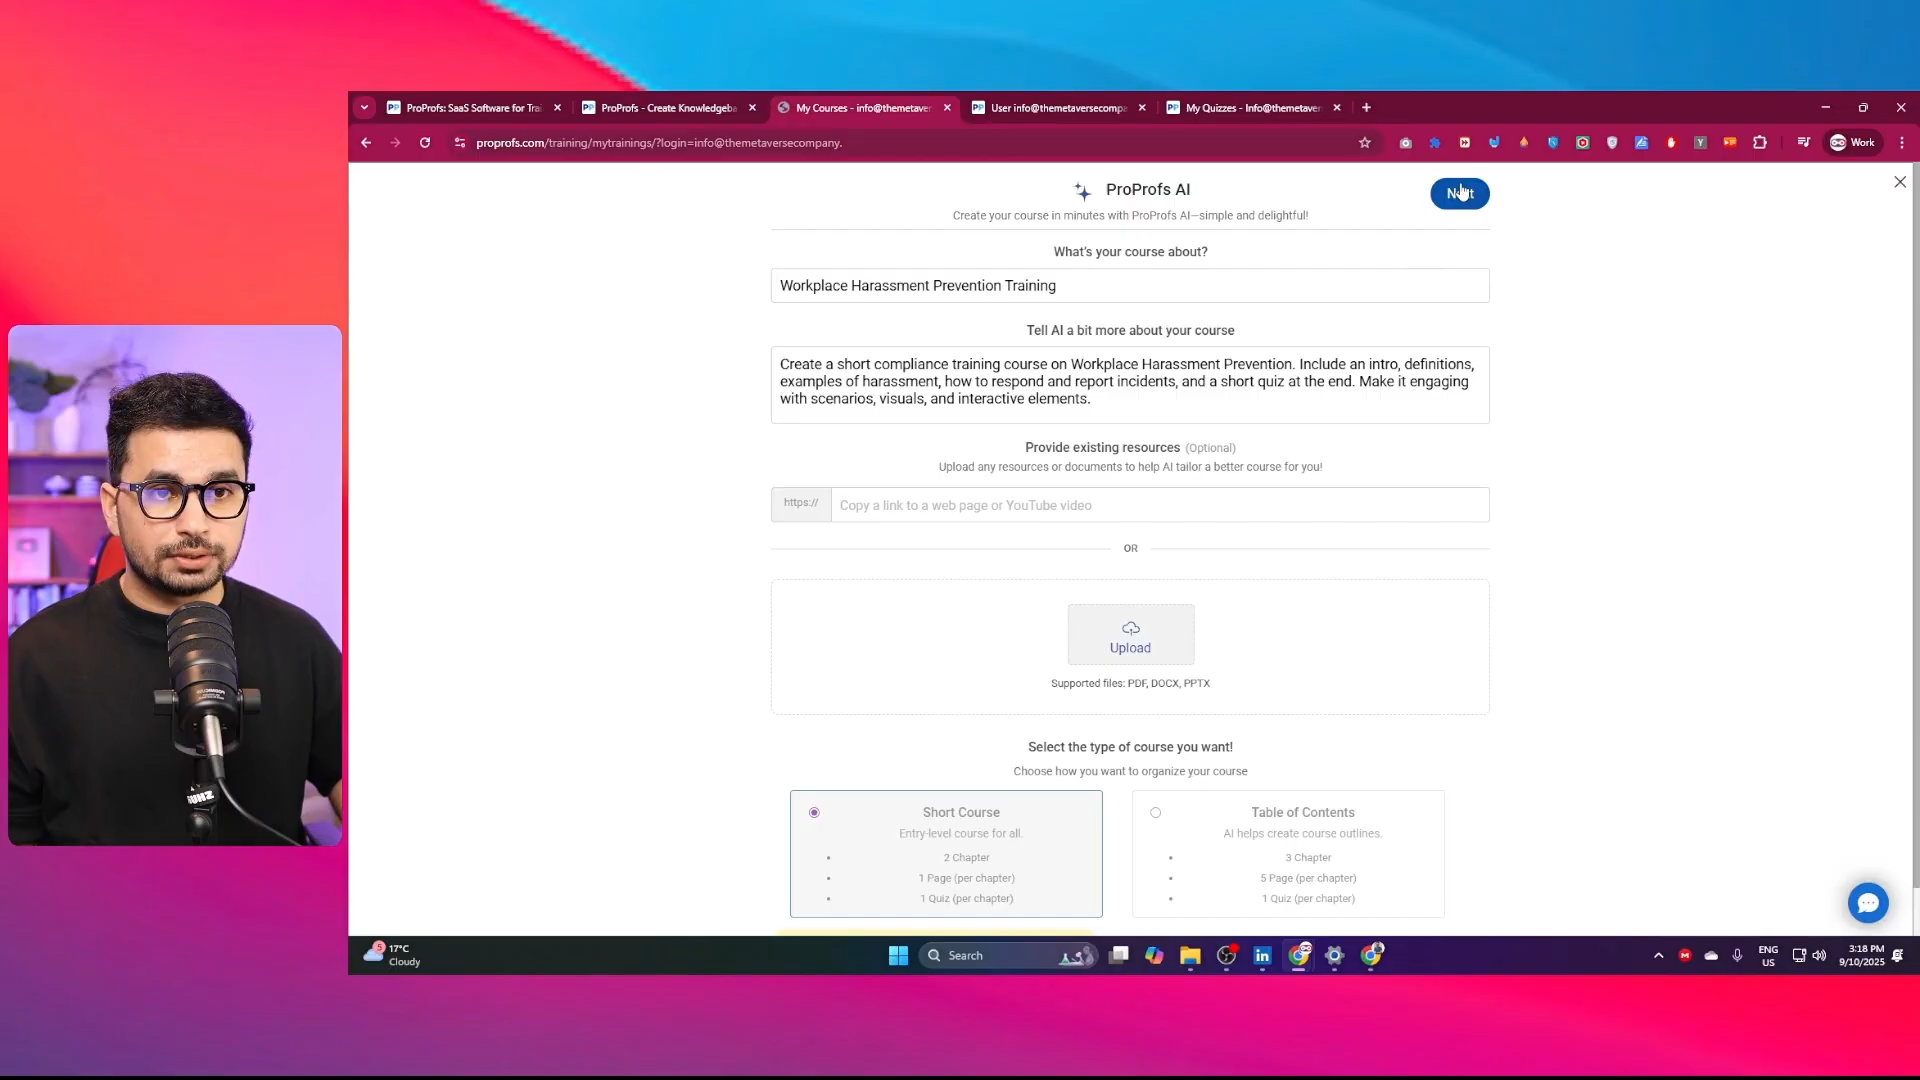 ProProfs: SaaS Software for Trai
ProProfs - Create Knowledgeba
My Courses - info@themetaver
User info@themetaversecompa
My Quizzes - Info@themetaver
proprofs.com/training/mytrainings/?login=info@themetaversecompany.
Work
ProProfs AI
Create your course in minutes with ProProfs AI—simple and delightful!
What's your course about?
Workplace Harassment Prevention Training
Tell AI a bit more about your course
Create a short compliance training course on Workplace Harassment Prevention. Include an intro, definitions,
examples of harassment, how to respond and report incidents, and a short quiz at the end. Make it engaging
with scenarios, visuals, and interactive elements.
Provide existing resources (Optional)
Upload any resources or documents to help AI tailor a better course for you!
https://
Copy a link to a web page or YouTube video
OR
Upload
Supported files: PDF, DOCX, PPTX
Select the type of course you want!
Choose how you want to organize your course
Short Course
Entry-level course for all.
2 Chapter
1 Page (per chapter)
1 Quiz (per chapter)
Table of Contents
AI helps create course outlines.
3 Chapter
5 Page (per chapter)
1 Quiz (per chapter)
5
17°C
Cloudy
Search
ENG
US
3:18 PM
9/10/2025